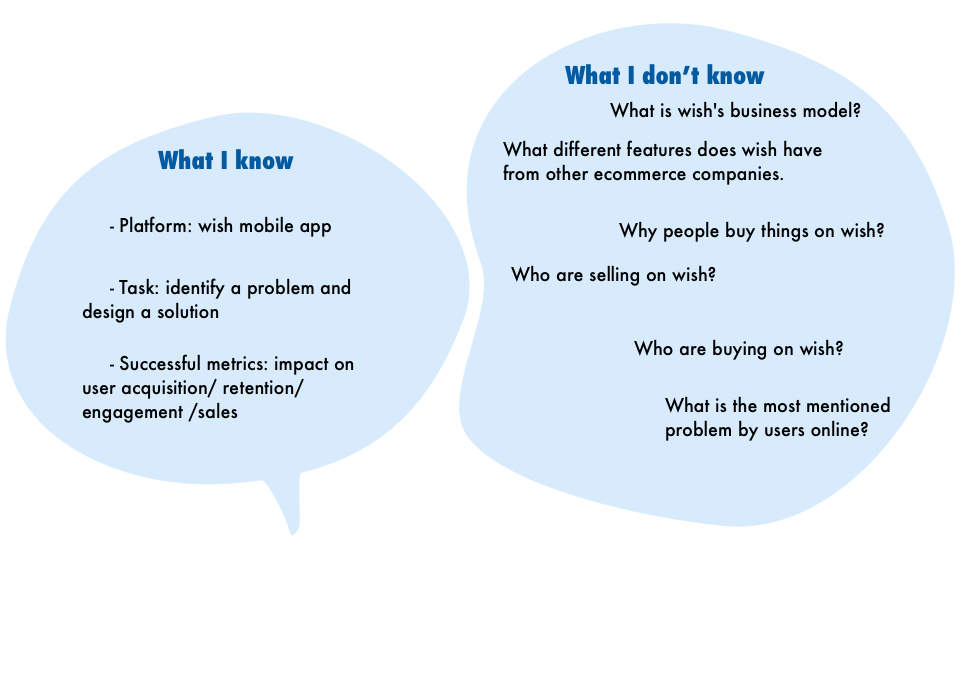 What I know
- Platform: wish mobile app
- Task: identify a problem and
design a solution
- Successful metrics: impact on
user acquisition/ retention/
engagement /sales
What I don’t know
What is wish's business model?
What different features does wish have
from other ecommerce companies.
Why people buy things on wish?
Who are selling on wish?
Who are buying on wish?
What is the most mentioned
problem by users online?